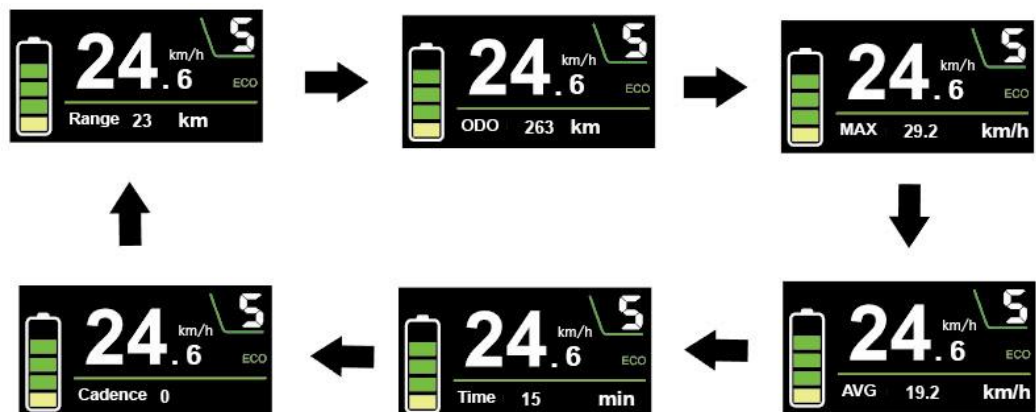 24.6 km/h 5
ECO
Range 23 km
24.6 km/h 5
ECO
ODO 263 km
24.6 km/h 5
ECO
MAX 29.2 km/h
24.6 km/h 5
ECO
Cadence 0
24.6 km/h 5
ECO
Time 15 min
24.6 km/h 5
ECO
AVG 19.2 km/h